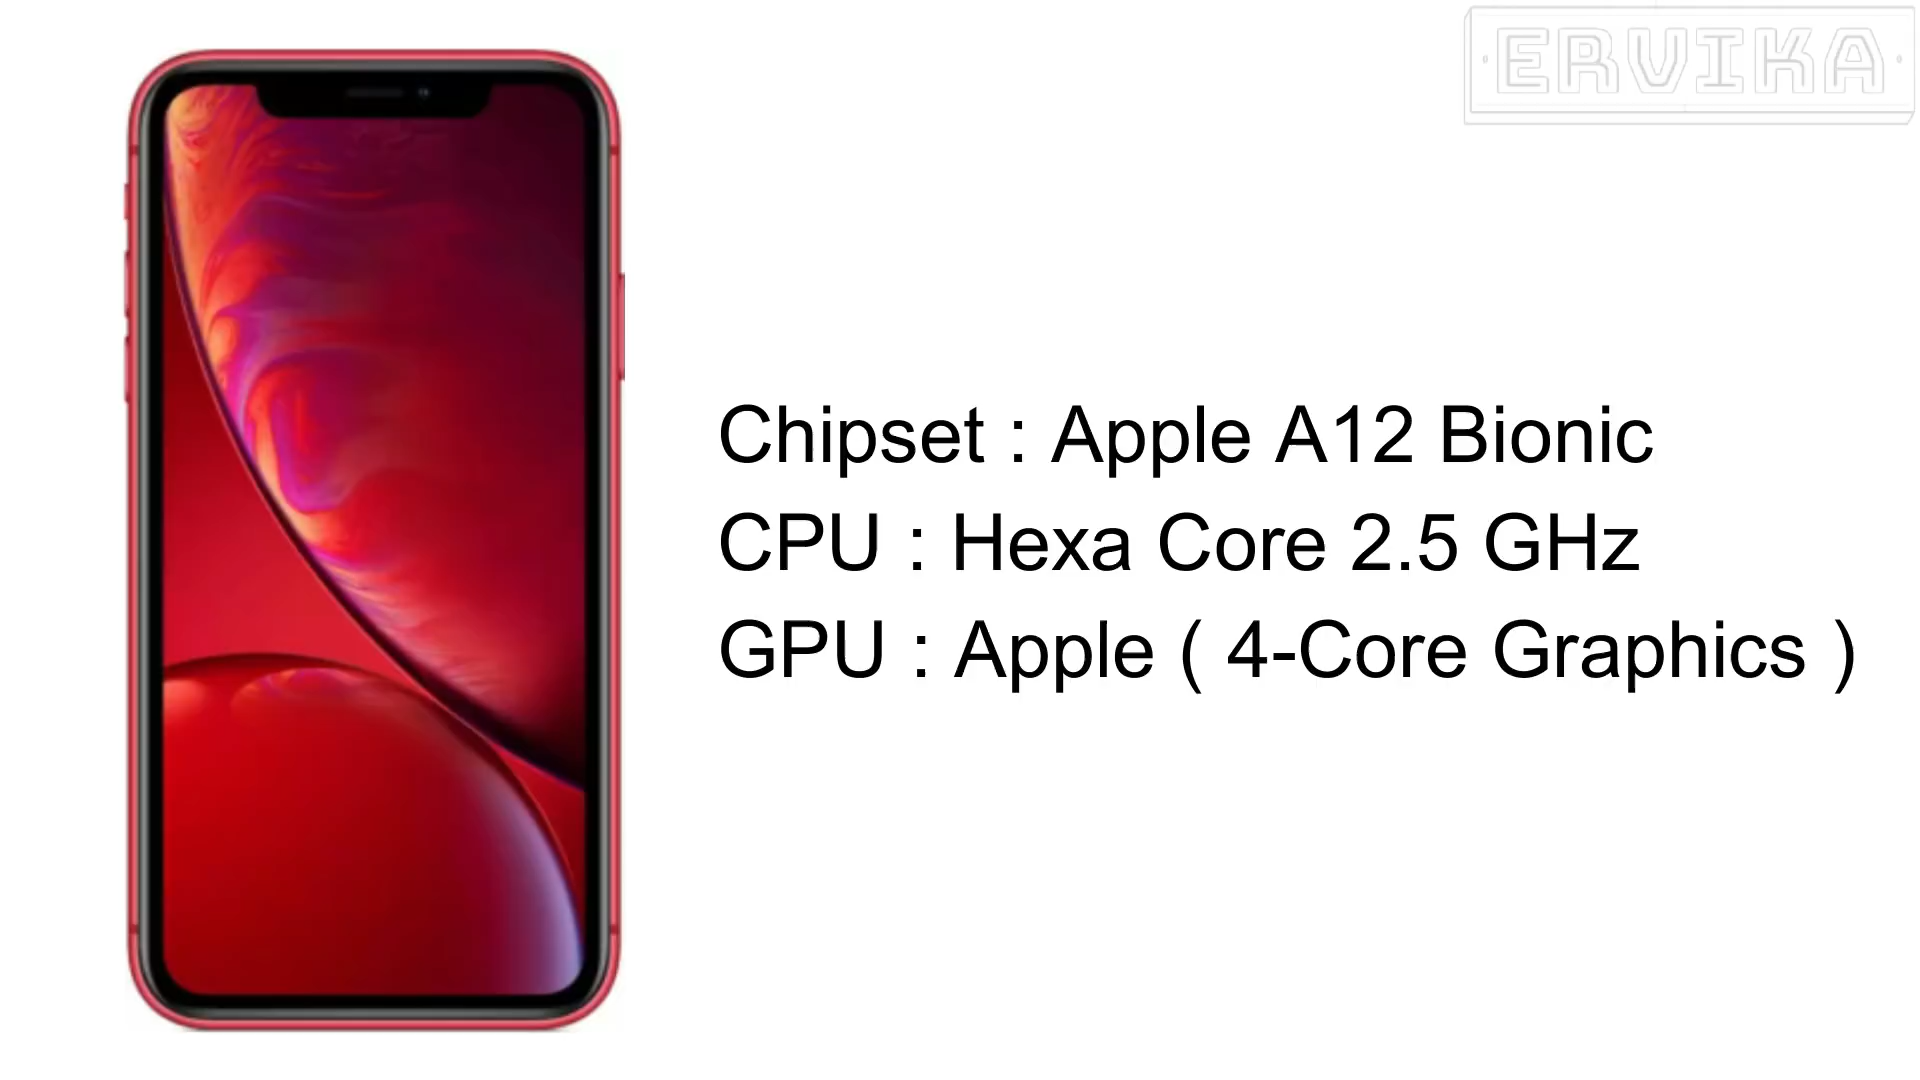 ERVIKA
Chipset : Apple A12 Bionic
CPU : Hexa Core 2.5 GHz
GPU : Apple ( 4-Core Graphics )